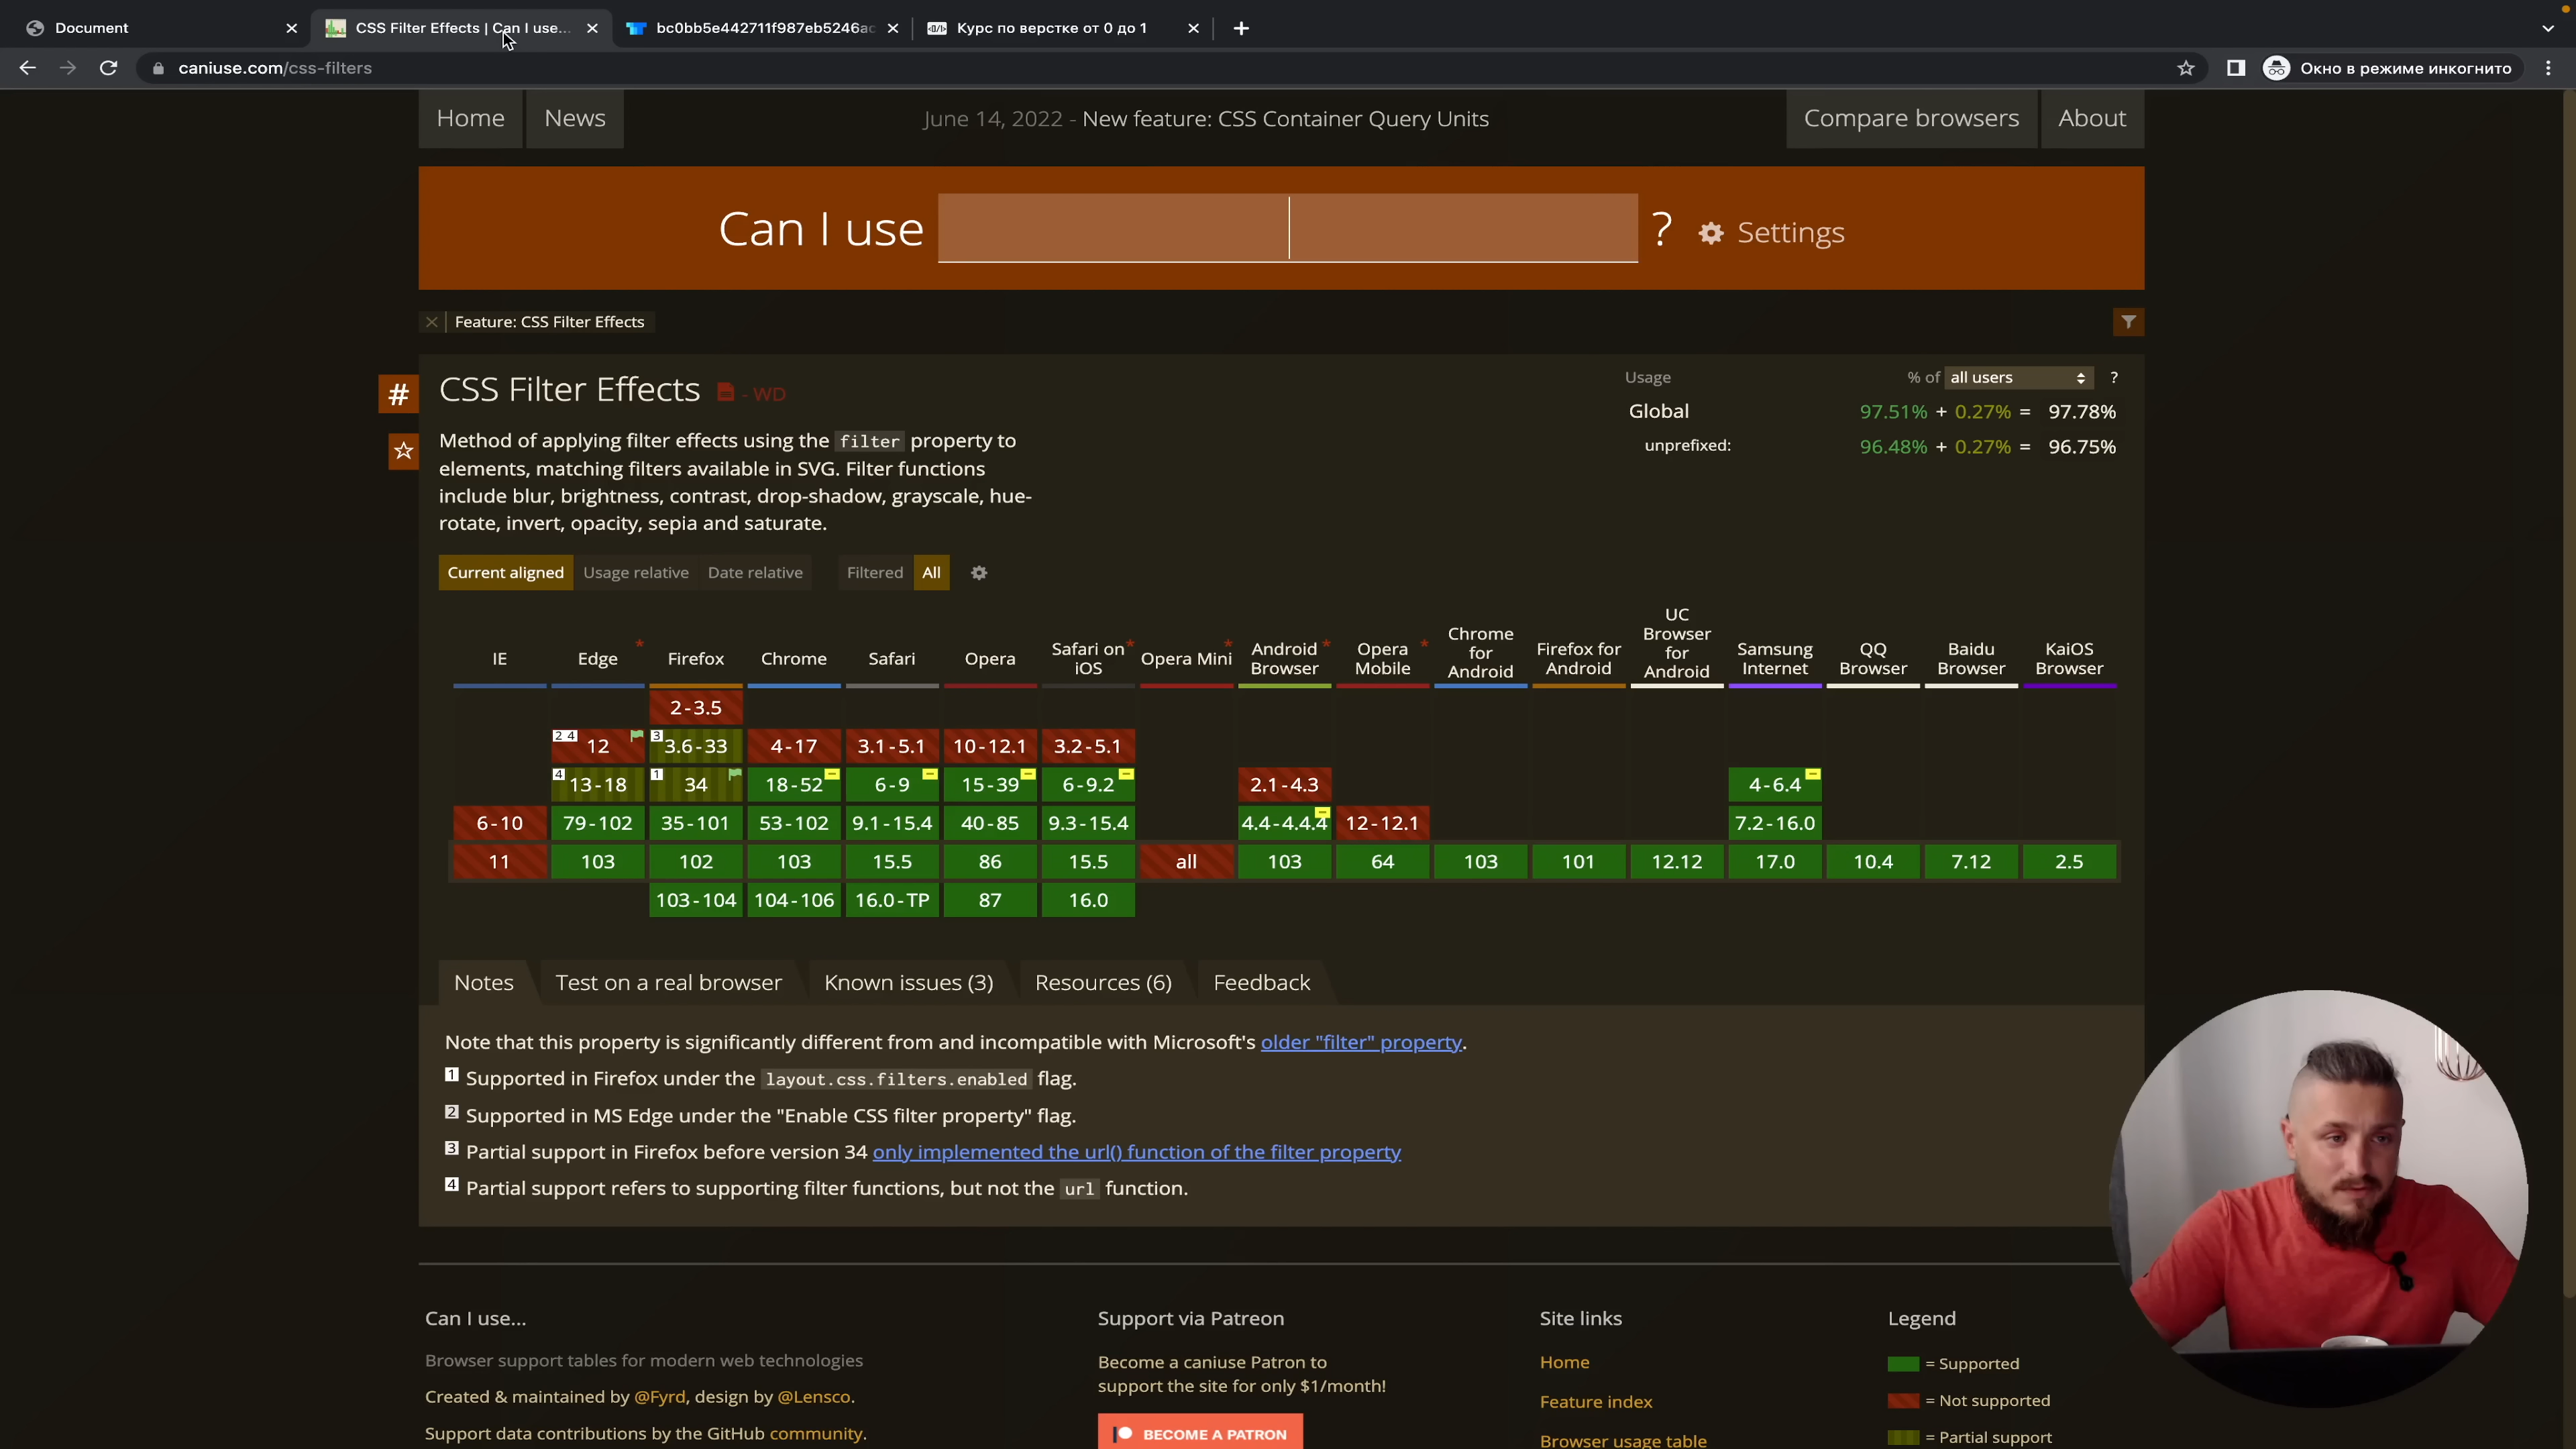 Document
CSS Filter Effects | Can I use...
bc0bb5e442711f987eb5246ac
Курс по верстке от 0 до 1
caniuse.com/css-filters
Окно в режиме инкогнито
Home
News
June 14, 2022 - New feature: CSS Container Query Units
Compare browsers
About
Can I use
?
Settings
Feature: CSS Filter Effects
# CSS Filter Effects - WD
Method of applying filter effects using the filter property to
elements, matching filters available in SVG. Filter functions
include blur, brightness, contrast, drop-shadow, grayscale, hue-
rotate, invert, opacity, sepia and saturate.
Usage % of all users ?
Global 97.51% + 0.27% = 97.78%
unprefixed: 96.48% + 0.27% = 96.75%
Current aligned Usage relative Date relative Filtered All
IE
Edge *
Firefox
Chrome
Safari
Opera
Safari on iOS *
Opera Mini *
Android Browser *
Opera Mobile *
Chrome for Android
Firefox for Android
UC Browser for Android
Samsung Internet
QQ Browser
Baidu Browser
KaiOS Browser
2-3.5
2 4 12 3 3.6-33 4-17 3.1-5.1 10-12.1 3.2-5.1
4 13-18 1 34 18-52 6-9 15-39 6-9.2 2.1-4.3 4-6.4
6-10 79-102 35-101 53-102 9.1-15.4 40-85 9.3-15.4 4.4-4.4.4 12-12.1 7.2-16.0
11 103 102 103 15.5 86 15.5 all 103 64 103 101 12.12 17.0 10.4 7.12 2.5
103-104 104-106 16.0-TP 87 16.0
Notes Test on a real browser Known issues (3) Resources (6) Feedback
Note that this property is significantly different from and incompatible with Microsoft's older "filter" property.
1 Supported in Firefox under the layout.css.filters.enabled flag.
2 Supported in MS Edge under the "Enable CSS filter property" flag.
3 Partial support in Firefox before version 34 only implemented the url() function of the filter property
4 Partial support refers to supporting filter functions, but not the url function.
Can I use...
Browser support tables for modern web technologies
Created & maintained by @Fyrd, design by @Lensco.
Support data contributions by the GitHub community.
Support via Patreon
Become a caniuse Patron to
support the site for only $1/month!
BECOME A PATRON
Site links
Home
Feature index
Browser usage table
Legend
= Supported
= Not supported
= Partial support